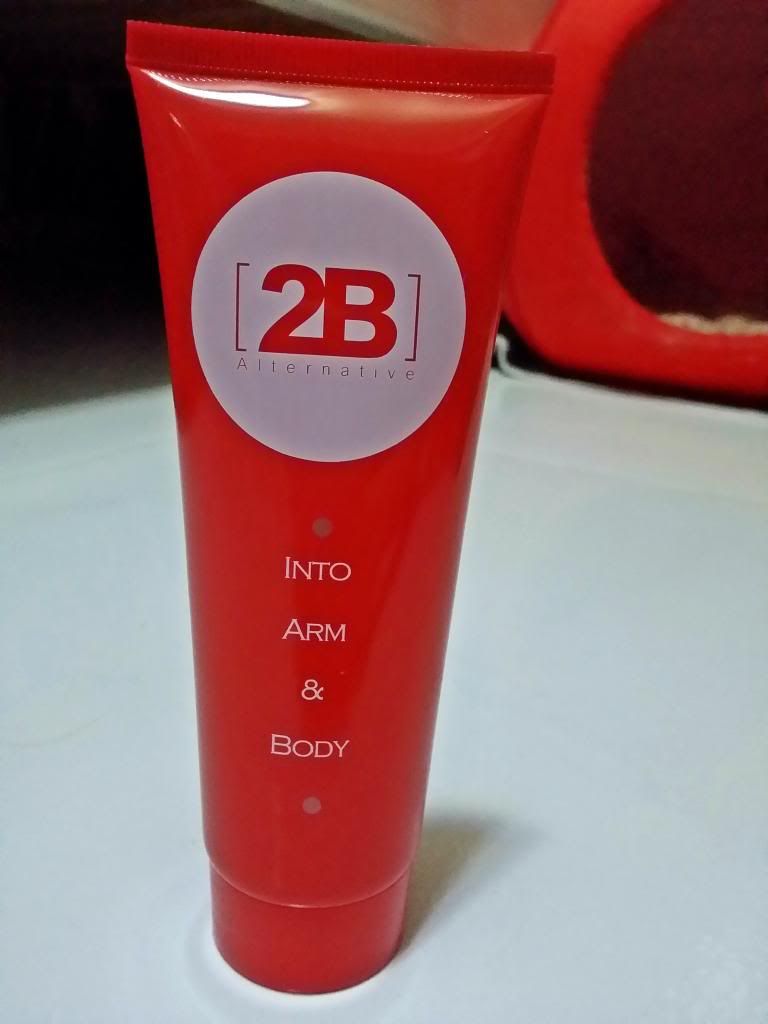 [2B]
Alternative
INTO
ARM
&
BODY